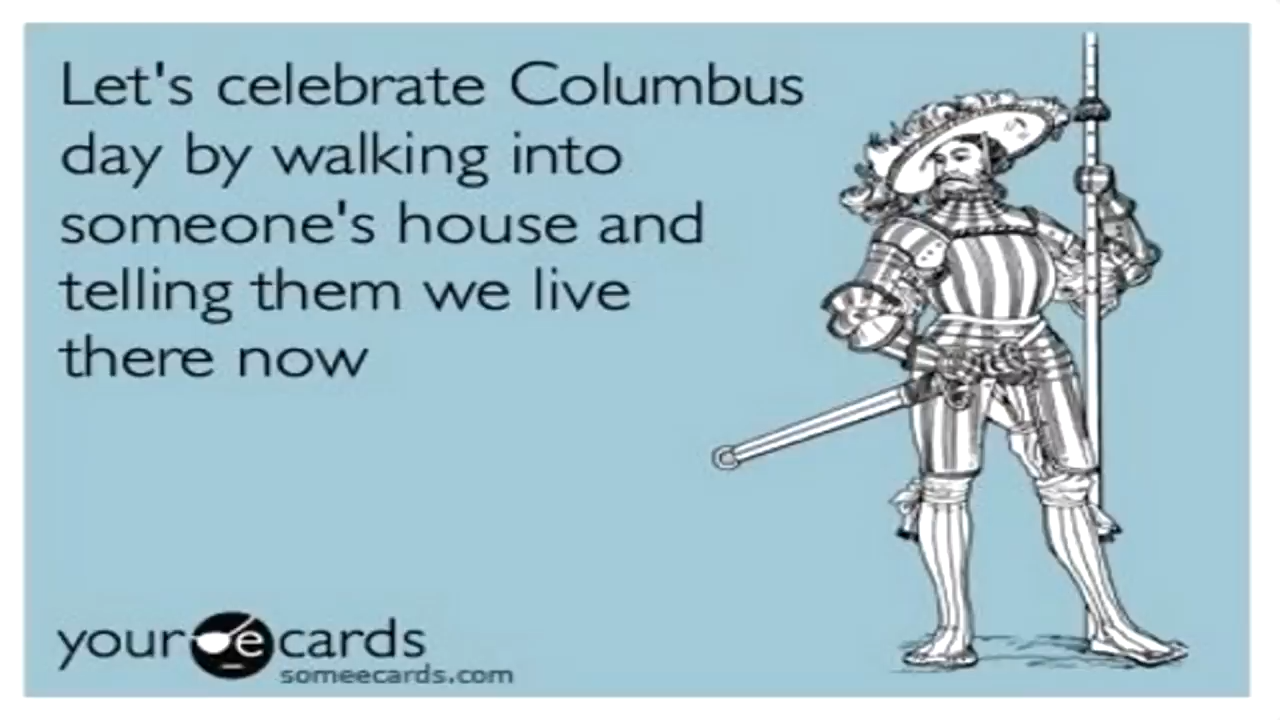 Let's celebrate Columbus
day by walking into
someone's house and
telling them we live
there now
your e cards
someecards.com